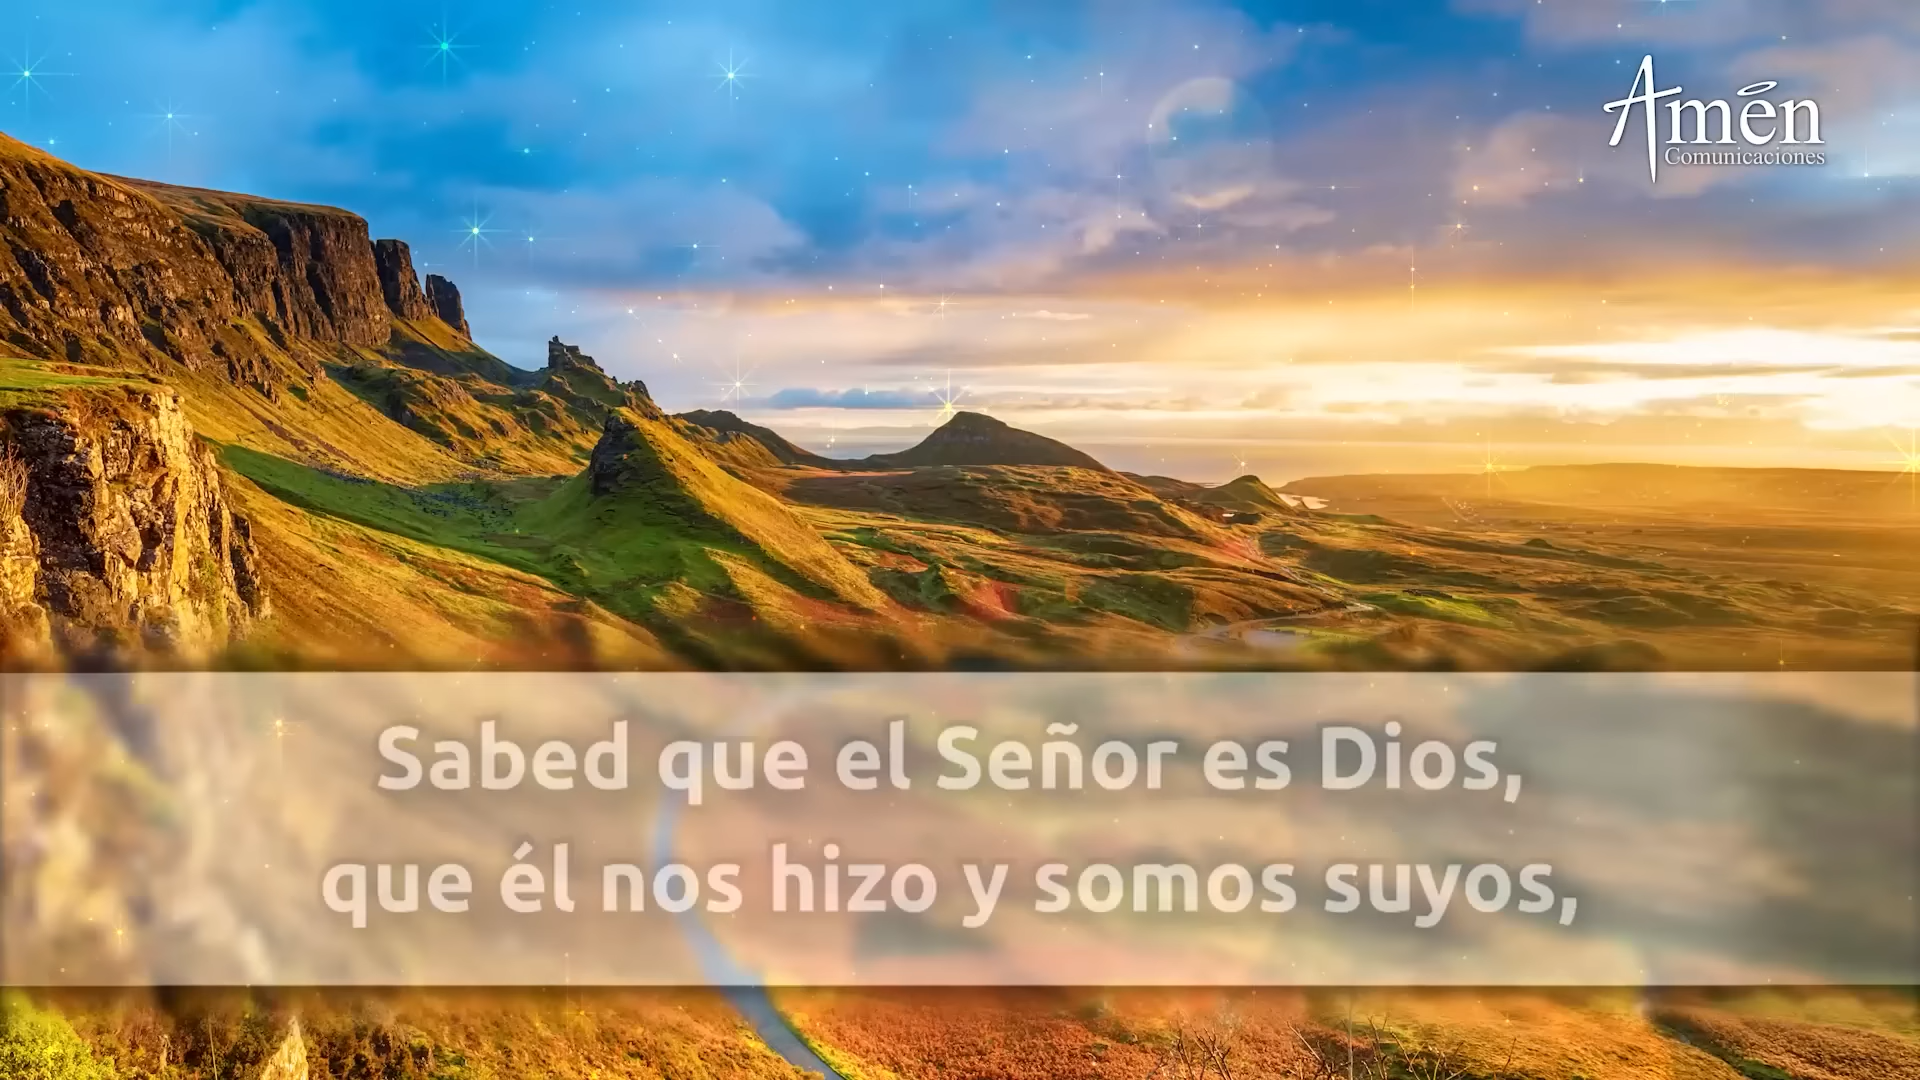 Amén
Comunicaciones
Sabed que el Señor es Dios,
que él nos hizo y somos suyos,